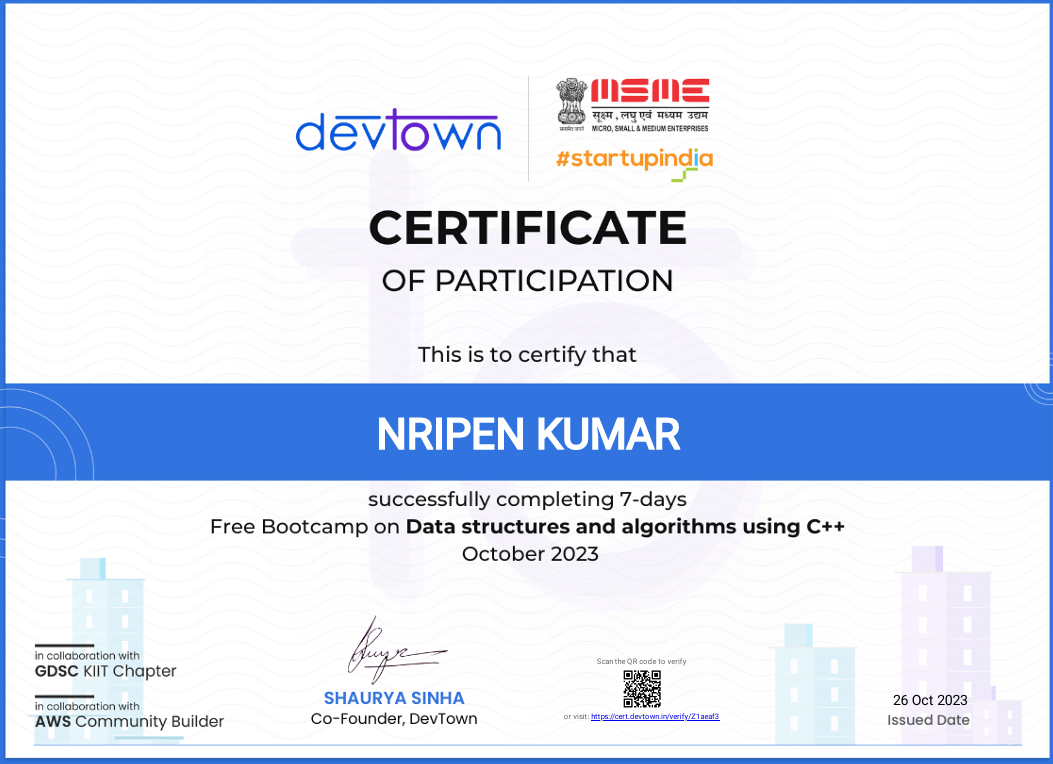 devtown
MSME
सूक्ष्म, लघु एवं मध्यम उद्यम
सत्यमेव जयते
MICRO, SMALL & MEDIUM ENTERPRISES
#startupindia
CERTIFICATE
OF PARTICIPATION
This is to certify that
NRIPEN KUMAR
successfully completing 7-days
Free Bootcamp on Data structures and algorithms using C++
October 2023
in collaboration with
GDSC KIIT Chapter
in collaboration with
AWS Community Builder
SHAURYA SINHA
Co-Founder, DevTown
Scan the QR code to verify
or visit: https://cert.devtown.in/verify/Z1aeaf3
26 Oct 2023
Issued Date